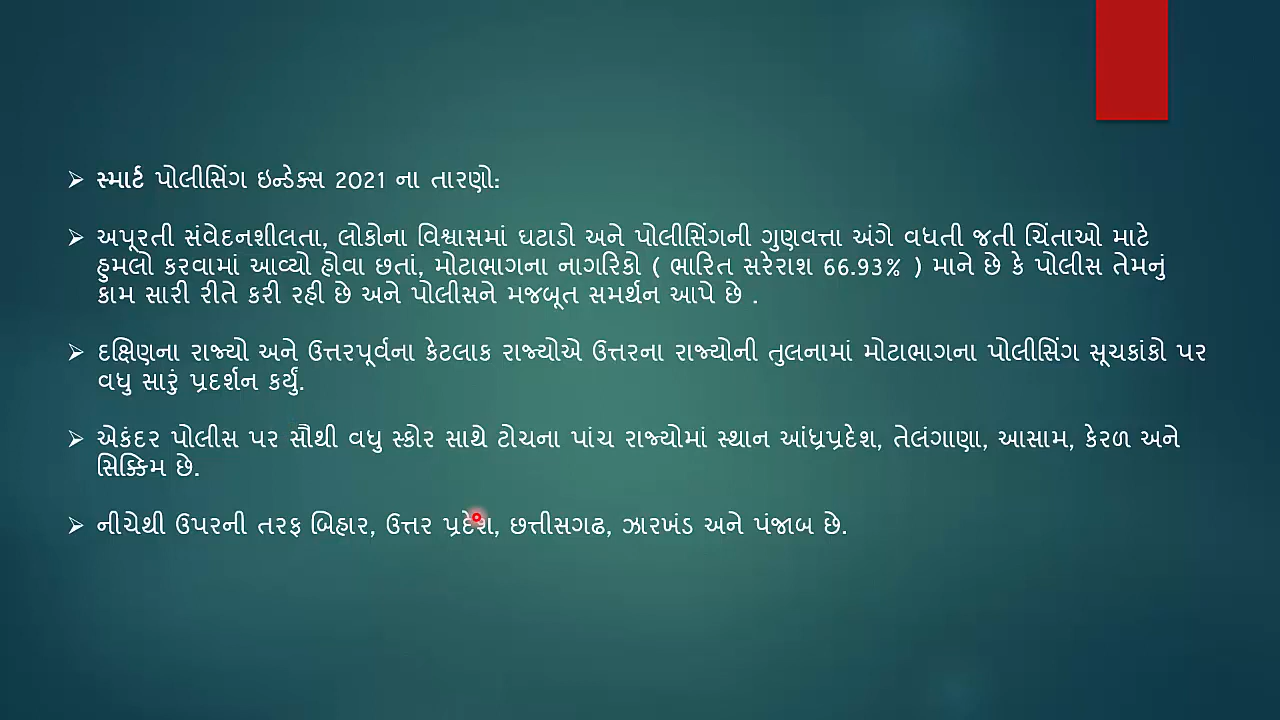 સ્માર્ટ પોલીસિંગ ઇન્ડેક્સ 2021 ના તારણો:
અપૂરતી સંવેદનશીલતા, લોકોના વિશ્વાસમાં ઘટાડો અને પોલીસિંગની ગુણવત્તા અંગે વધતી જતી ચિંતાઓ માટે
હુમલો કરવામાં આવ્યો હોવા છતાં, મોટાભાગના નાગરિકો ( ભારિત સરેરાશ 66.93% ) માને છે કે પોલીસ તેમનું
કામ સારી રીતે કરી રહી છે અને પોલીસને મજબૂત સમર્થન આપે છે .
દક્ષિણના રાજ્યો અને ઉત્તરપૂર્વના કેટલાક રાજ્યોએ ઉત્તરના રાજ્યોની તુલનામાં મોટાભાગના પોલીસિંગ સૂચકાંકો પર
વધુ સારું પ્રદર્શન કર્યું.
એકંદર પોલીસ પર સૌથી વધુ સ્કોર સાથે ટોચના પાંચ રાજ્યોમાં સ્થાન આંધ્રપ્રદેશ, તેલંગાણા, આસામ, કેરળ અને
સિક્કિમ છે.
નીચેથી ઉપરની તરફ બિહાર, ઉત્તર પ્રદેશ, છત્તીસગઢ, ઝારખંડ અને પંજાબ છે.